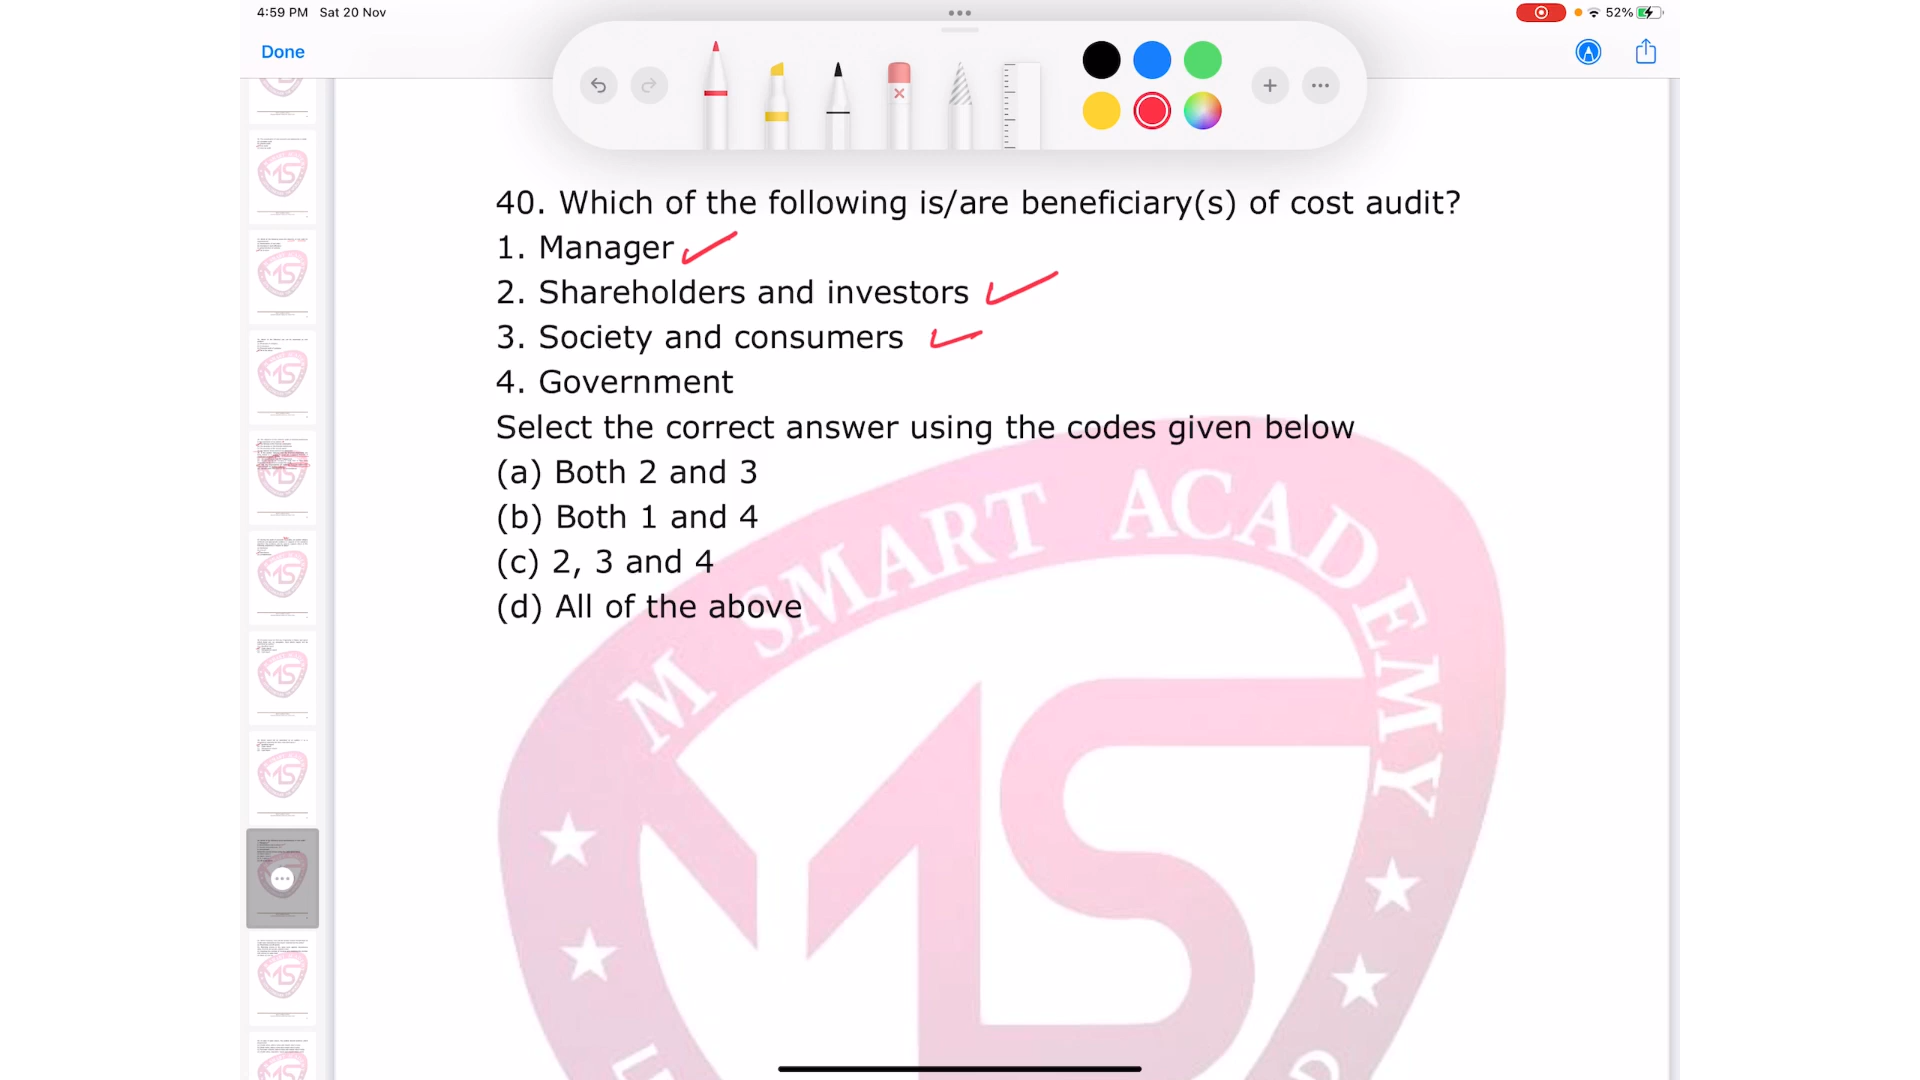 4:59 PM Sat 20 Nov
52%
Done
40. Which of the following is/are beneficiary(s) of cost audit?
1. Manager
2. Shareholders and investors
3. Society and consumers
4. Government
Select the correct answer using the codes given below
(a) Both 2 and 3
(b) Both 1 and 4
(c) 2, 3 and 4
(d) All of the above
M SMART ACADEMY
MS